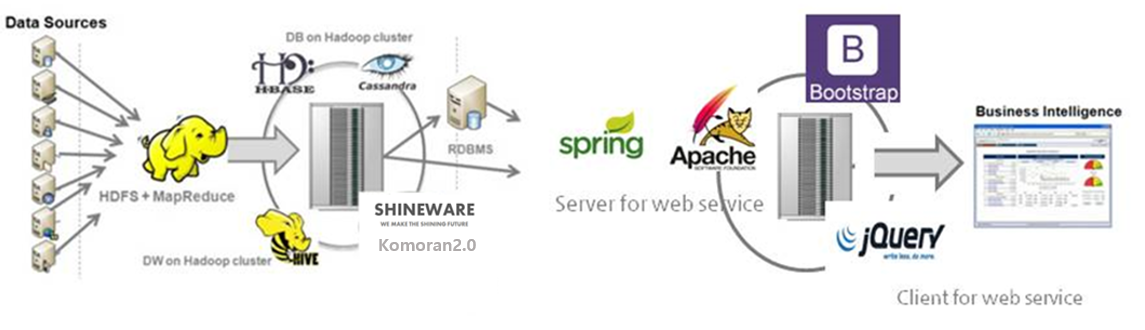 Data Sources
DB on Hadoop cluster
HBASE
Cassandra
HDFS + MapReduce
RDBMS
SHINEWARE
WE MAKE THE SHINING FUTURE
Komoran2.0
HIVE
DW on Hadoop cluster
spring
Apache
SOFTWARE FOUNDATION
Server for web service
B
Bootstrap
jQuery
write less, do more.
Business Intelligence
Client for web service